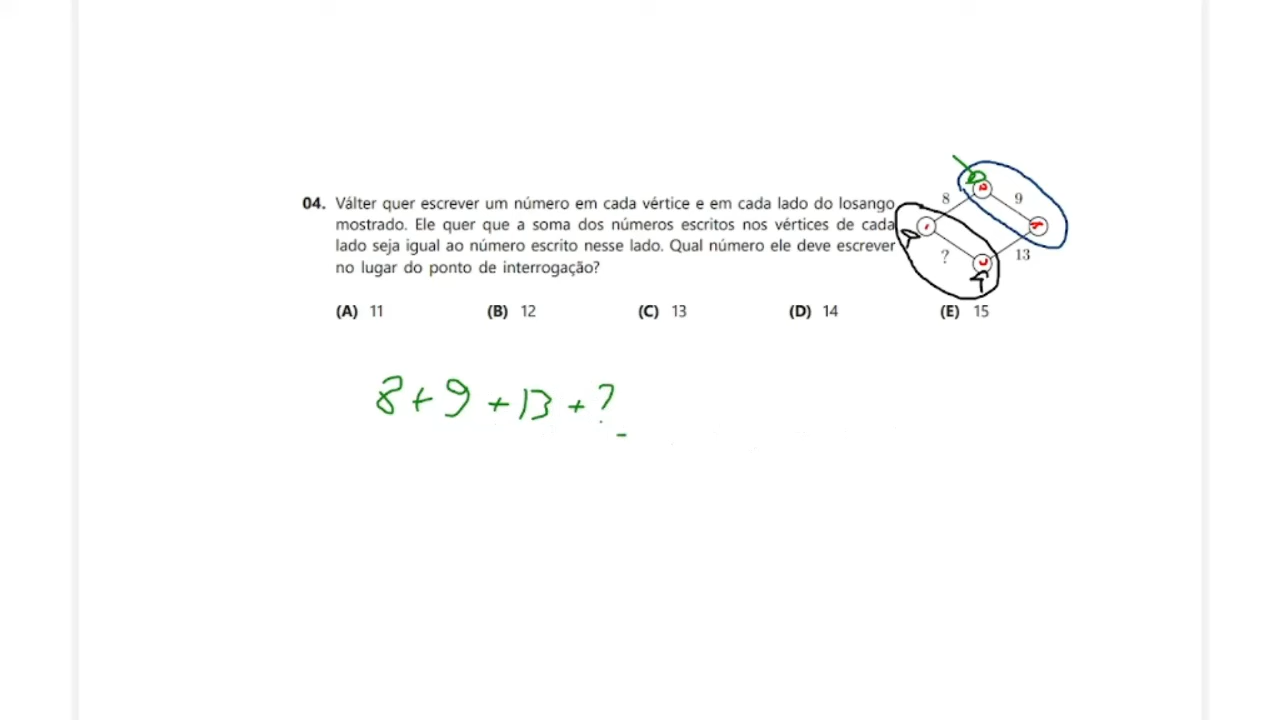 04. Válter quer escrever um número em cada vértice e em cada lado do losango
mostrado. Ele quer que a soma dos números escritos nos vértices de cada
lado seja igual ao número escrito nesse lado. Qual número ele deve escrever
no lugar do ponto de interrogação?
8 9
? 13
(A) 11 (B) 12 (C) 13 (D) 14 (E) 15
8+9+13+?